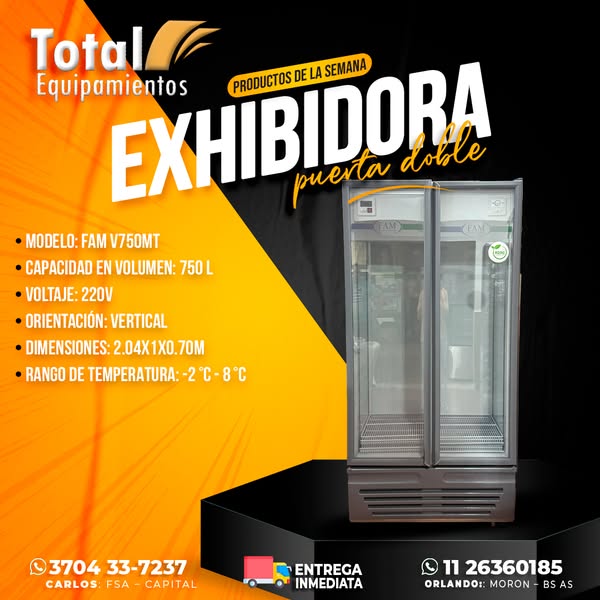 Total
Equipamientos
PRODUCTOS DE LA SEMANA
EXHIBIDORA
puerta doble
• MODELO: FAM V750MT
• CAPACIDAD EN VOLUMEN: 750 L
• VOLTAJE: 220V
• ORIENTACIÓN: VERTICAL
• DIMENSIONES: 2.04X1X0.70M
• RANGO DE TEMPERATURA: -2 °C - 8 °C
FAM
FAM
3704 33-7237
CARLOS: FSA – CAPITAL
ENTREGA
INMEDIATA
11 26360185
ORLANDO:: MORON – BS AS